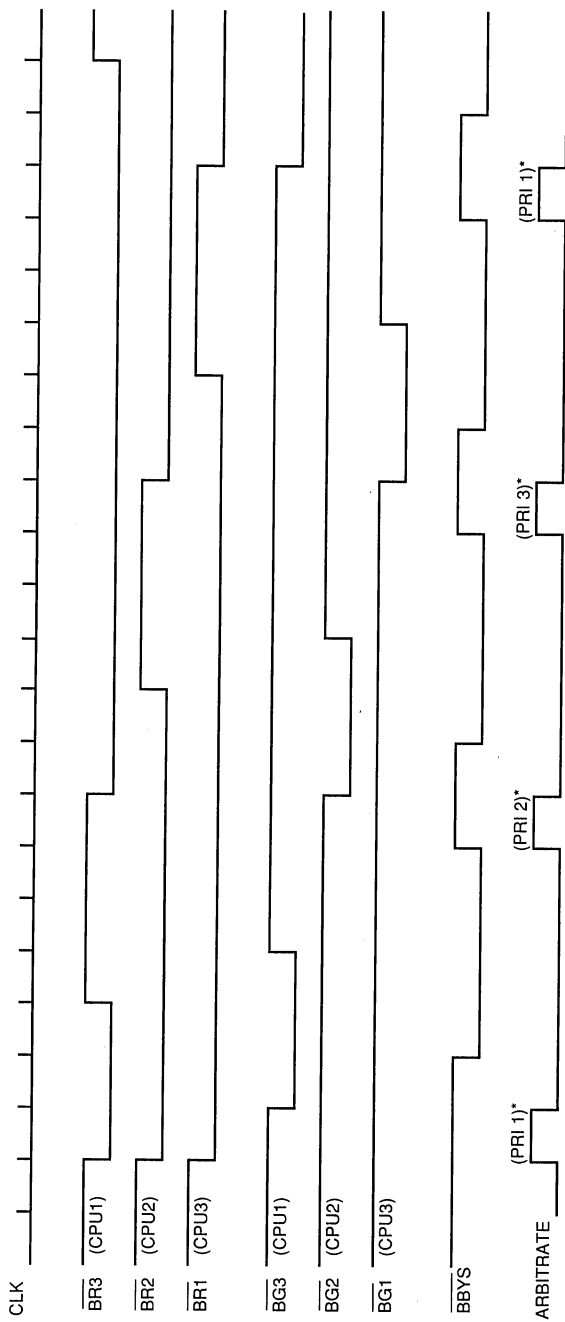 CLK
BR3 (CPU1)
BR2 (CPU2)
BR1 (CPU3)
BG3 (CPU1)
BG2 (CPU2)
BG1 (CPU3)
BBYS
ARBITRATE
(PRI 1)*
(PRI 2)*
(PRI 3)*
(PRI 1)*